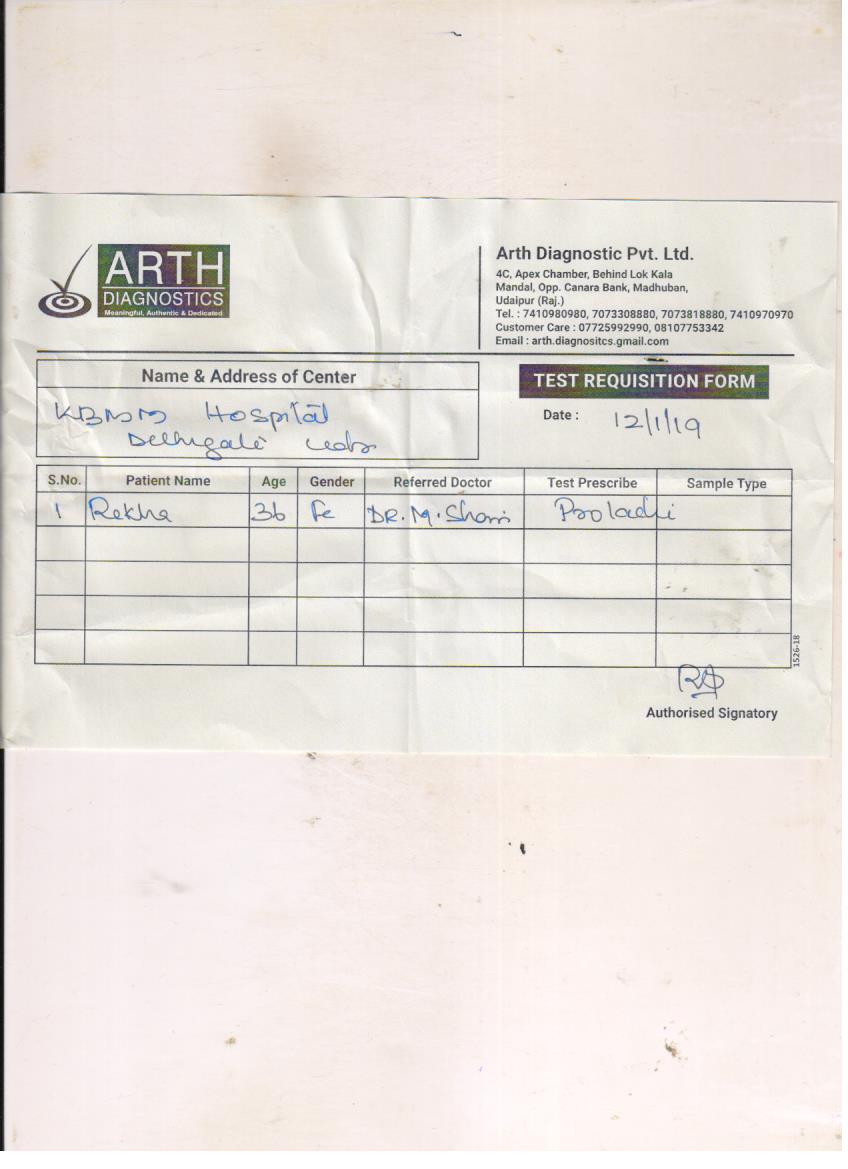 ARTH
DIAGNOSTICS
Meaningful, Authentic & Dedicated
Arth Diagnostic Pvt. Ltd.
4C, Apex Chamber, Behind Lok Kala
Mandal, Opp. Canara Bank, Madhuban,
Udaipur (Raj.)
Tel. : 7410980980, 7073308880, 7073818880, 7410970970
Customer Care : 07725992990, 08107753342
Email : arth.diagnositcs.gmail.com
Name & Address of Center
TEST REQUISITION FORM
Hospital
Date : 12/1/19
S.No. Patient Name Age Gender Referred Doctor Test Prescribe Sample Type
1 Rekha 36 Fe DR. M.
1526-18
Authorised Signatory